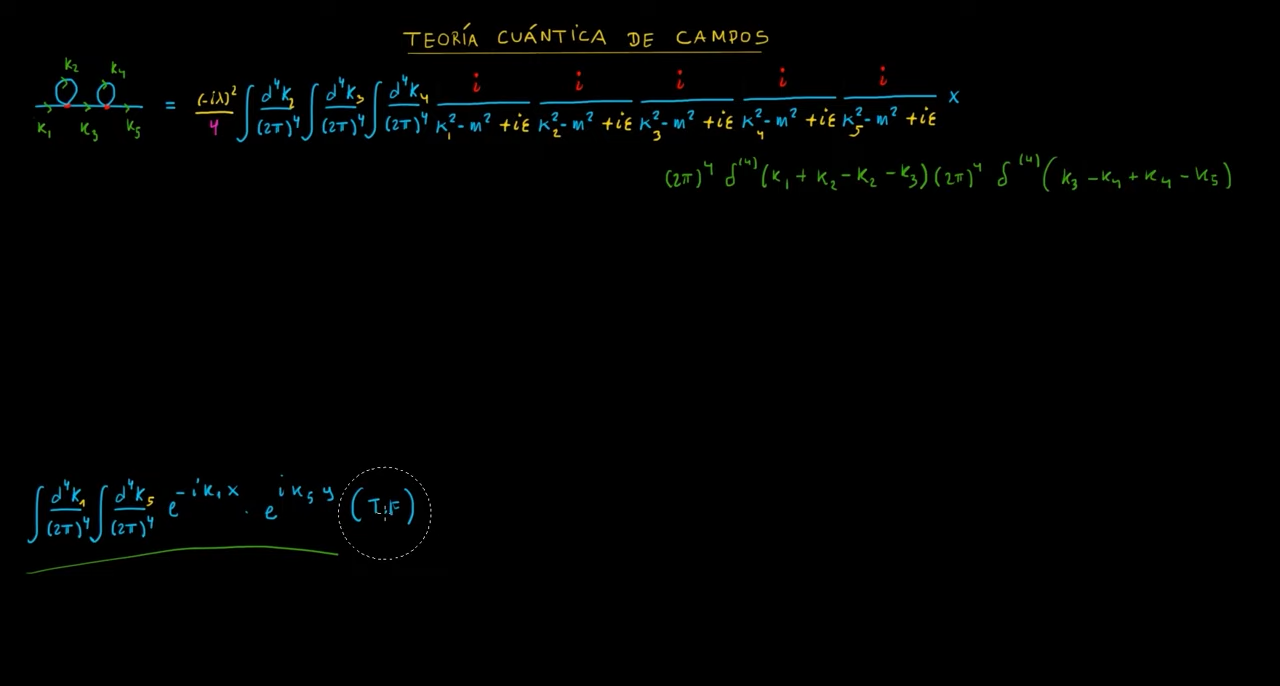 TEORÍA CUÁNTICA DE CAMPOS
k₂ k₄
k₁ k₃ k₅ = (-iλ)²/4 ∫ d⁴k₂/(2π)⁴ ∫ d⁴k₃/(2π)⁴ ∫ d⁴k₄/(2π)⁴ i/(k₁²-m²+iε) i/(k₂²-m²+iε) i/(k₃²-m²+iε) i/(k₄²-m²+iε) i/(k₅²-m²+iε) x
(2π)⁴ δ⁽⁴⁾(k₁+k₂-k₂-k₃)(2π)⁴ δ⁽⁴⁾(k₃-k₄+k₄-k₅)
∫ d⁴k₁/(2π)⁴ ∫ d⁴k₅/(2π)⁴ e^(-ik₁x) · e^(ik₅y) (T.F)